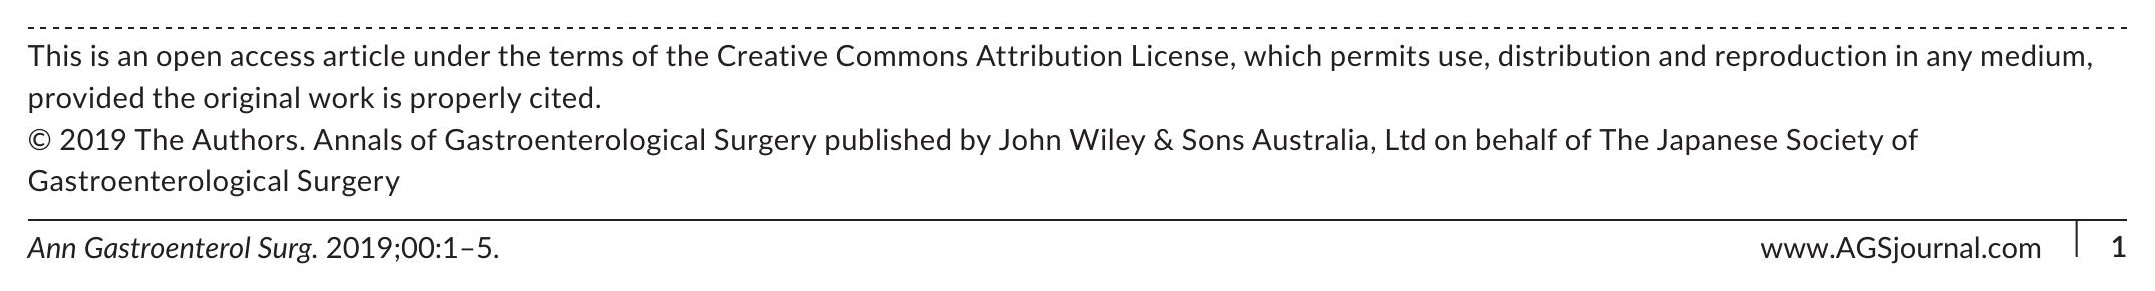 This is an open access article under the terms of the Creative Commons Attribution License, which permits use, distribution and reproduction in any medium,
provided the original work is properly cited.
© 2019 The Authors. Annals of Gastroenterological Surgery published by John Wiley & Sons Australia, Ltd on behalf of The Japanese Society of
Gastroenterological Surgery
Ann Gastroenterol Surg. 2019;00:1–5. www.AGSjournal.com 1